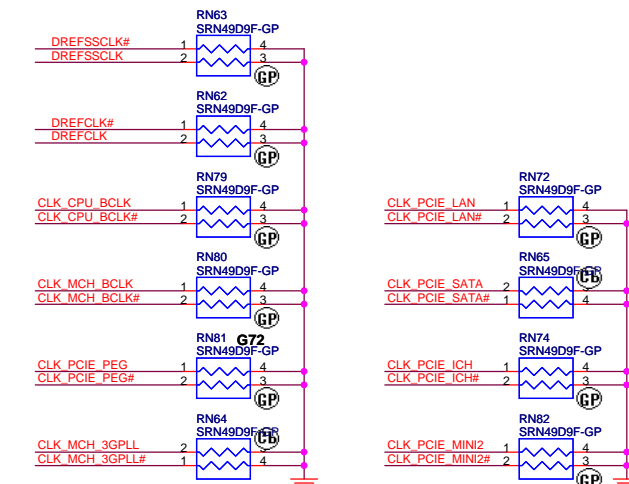 RN63
SRN49D9F-GP
DREFSSCLK# 1 4
DREFSSCLK 2 3
GP
RN62
SRN49D9F-GP
DREFCLK# 1 4
DREFCLK 2 3
GP
RN79
SRN49D9F-GP
CLK_CPU_BCLK 1 4
CLK_CPU_BCLK# 2 3
GP
RN80
SRN49D9F-GP
CLK_MCH_BCLK 1 4
CLK_MCH_BCLK# 2 3
GP
RN81 G72
SRN49D9F-GP
CLK_PCIE_PEG 1 4
CLK_PCIE_PEG# 2 3
GP
RN64
SRN49D9F-GP
CLK_MCH_3GPLL 2 3
CLK_MCH_3GPLL# 1 4
RN72
SRN49D9F-GP
CLK_PCIE_LAN 1 4
CLK_PCIE_LAN# 2 3
GP
RN65
SRN49D9F-GP
CLK_PCIE_SATA 2 3
CLK_PCIE_SATA# 1 4
RN74
SRN49D9F-GP
CLK_PCIE_ICH 1 4
CLK_PCIE_ICH# 2 3
GP
RN82
SRN49D9F-GP
CLK_PCIE_MINI2 1 4
CLK_PCIE_MINI2# 2 3
GP